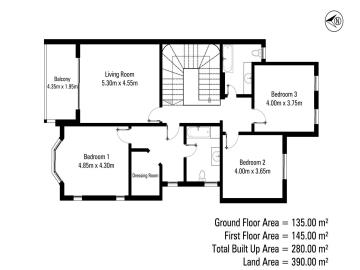 Living Room
5.30m x 4.55m
Balcony
4.35m x 1.95m
Bedroom 3
4.00m x 3.75m
Bedroom 1
4.85m x 4.30m
Bedroom 2
4.00m x 3.65m
Dressing Room
Ground Floor Area = 135.00 m²
First Floor Area = 145.00 m²
Total Built Up Area = 280.00 m²
Land Area = 390.00 m²